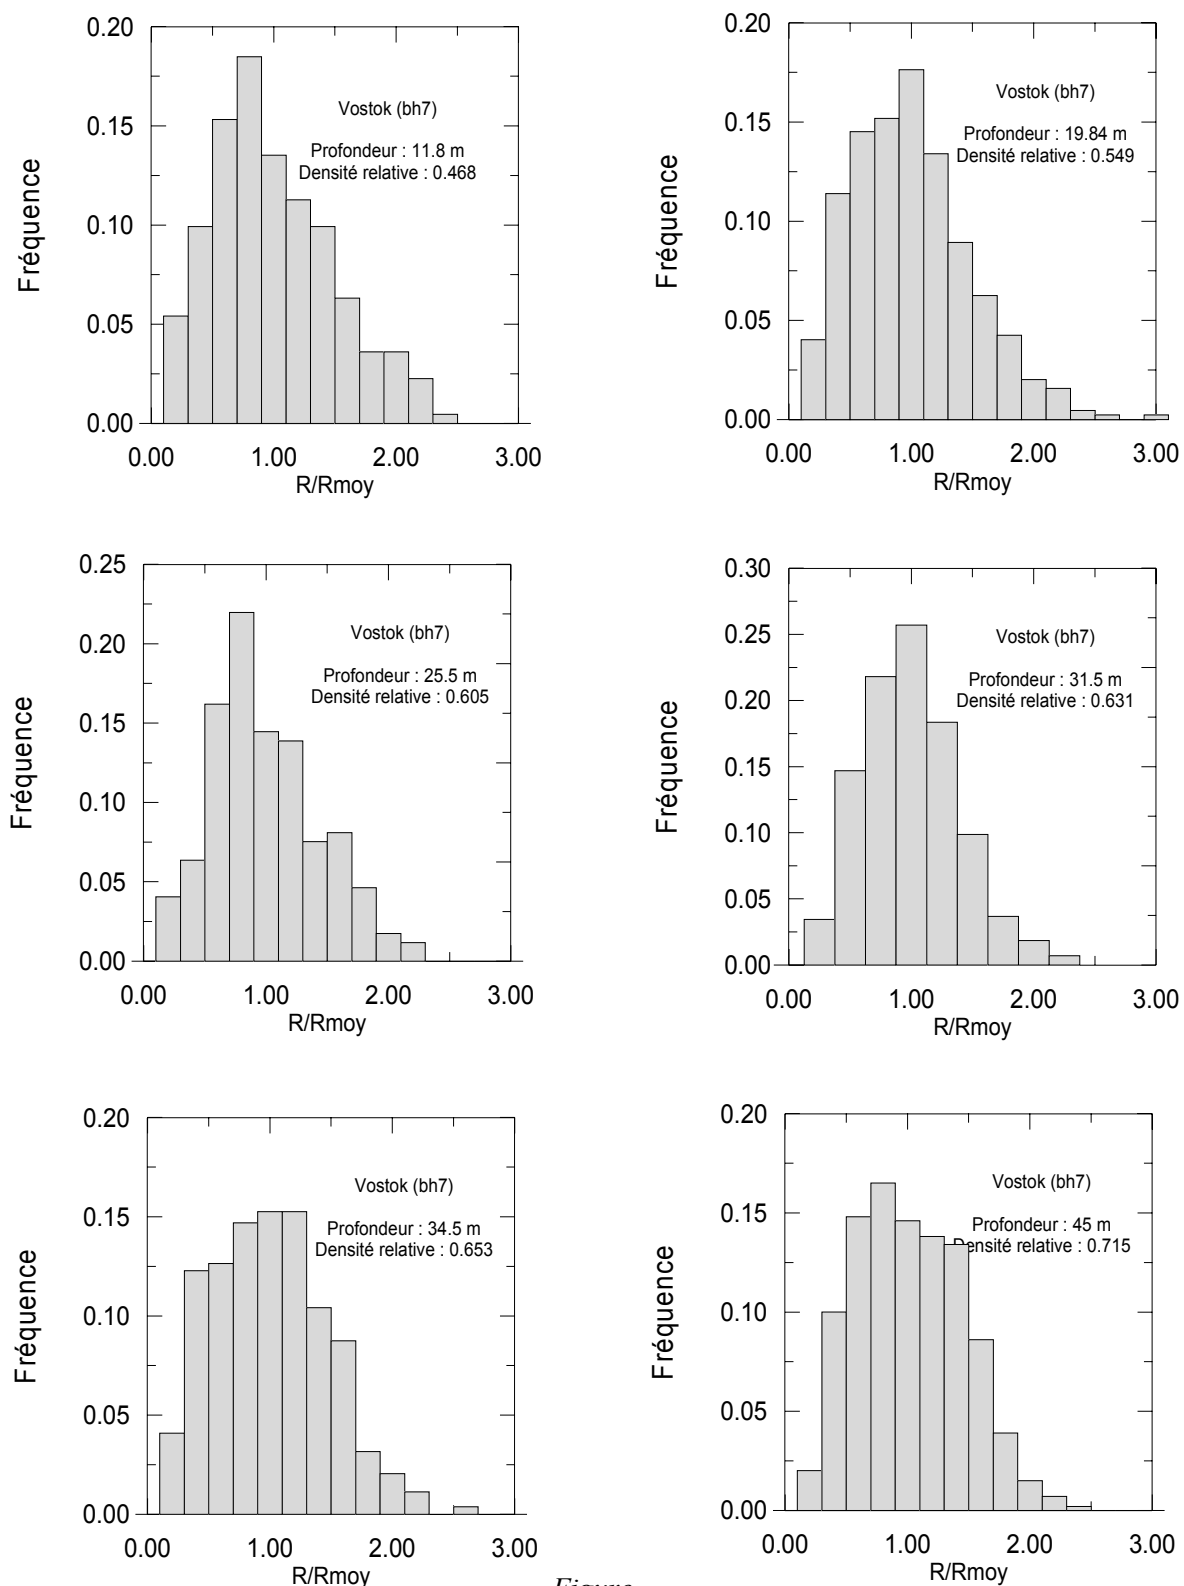 0.20
0.15
0.10
0.05
0.00
Fréquence
Vostok (bh7)
Profondeur : 11.8 m
Densité relative : 0.468
0.00 1.00 2.00 3.00
R/Rmoy
0.20
0.15
0.10
0.05
0.00
Fréquence
Vostok (bh7)
Profondeur : 19.84 m
Densité relative : 0.549
0.00 1.00 2.00 3.00
R/Rmoy
0.25
0.20
0.15
0.10
0.05
0.00
Fréquence
Vostok (bh7)
Profondeur : 25.5 m
Densité relative : 0.605
0.00 1.00 2.00 3.00
R/Rmoy
0.30
0.25
0.20
0.15
0.10
0.05
0.00
Fréquence
Vostok (bh7)
Profondeur : 31.5 m
Densité relative : 0.631
0.00 1.00 2.00 3.00
R/Rmoy
0.20
0.15
0.10
0.05
0.00
Fréquence
Vostok (bh7)
Profondeur : 34.5 m
Densité relative : 0.653
0.00 1.00 2.00 3.00
R/Rmoy
0.20
0.15
0.10
0.05
0.00
Fréquence
Vostok (bh7)
Profondeur : 45 m
Densité relative : 0.715
0.00 1.00 2.00 3.00
R/Rmoy
Figure